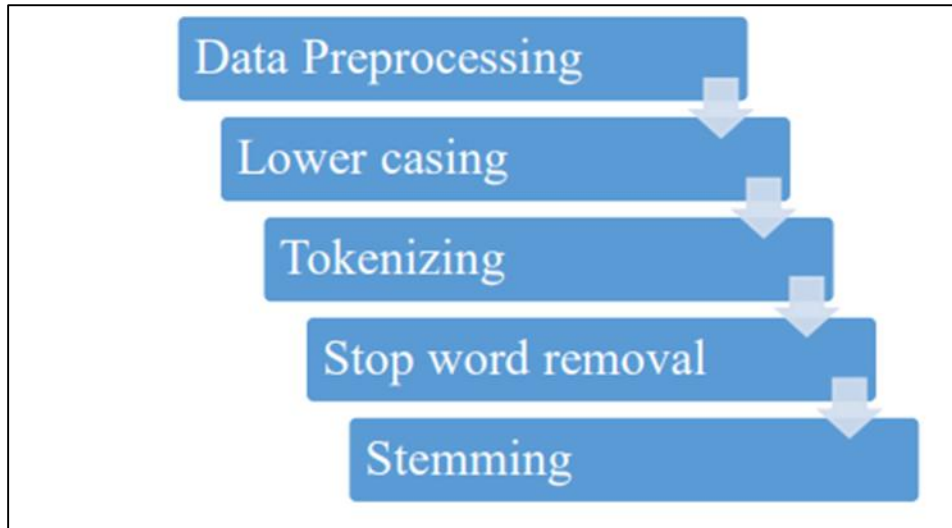 Data Preprocessing
Lower casing
Tokenizing
Stop word removal
Stemming